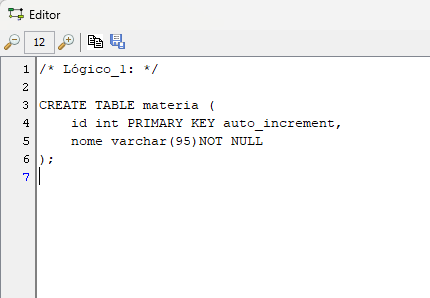 Editor
12
1 /* Lógico_1: */
2
3 CREATE TABLE materia (
4     id int PRIMARY KEY auto_increment,
5     nome varchar(95)NOT NULL
6 );
7